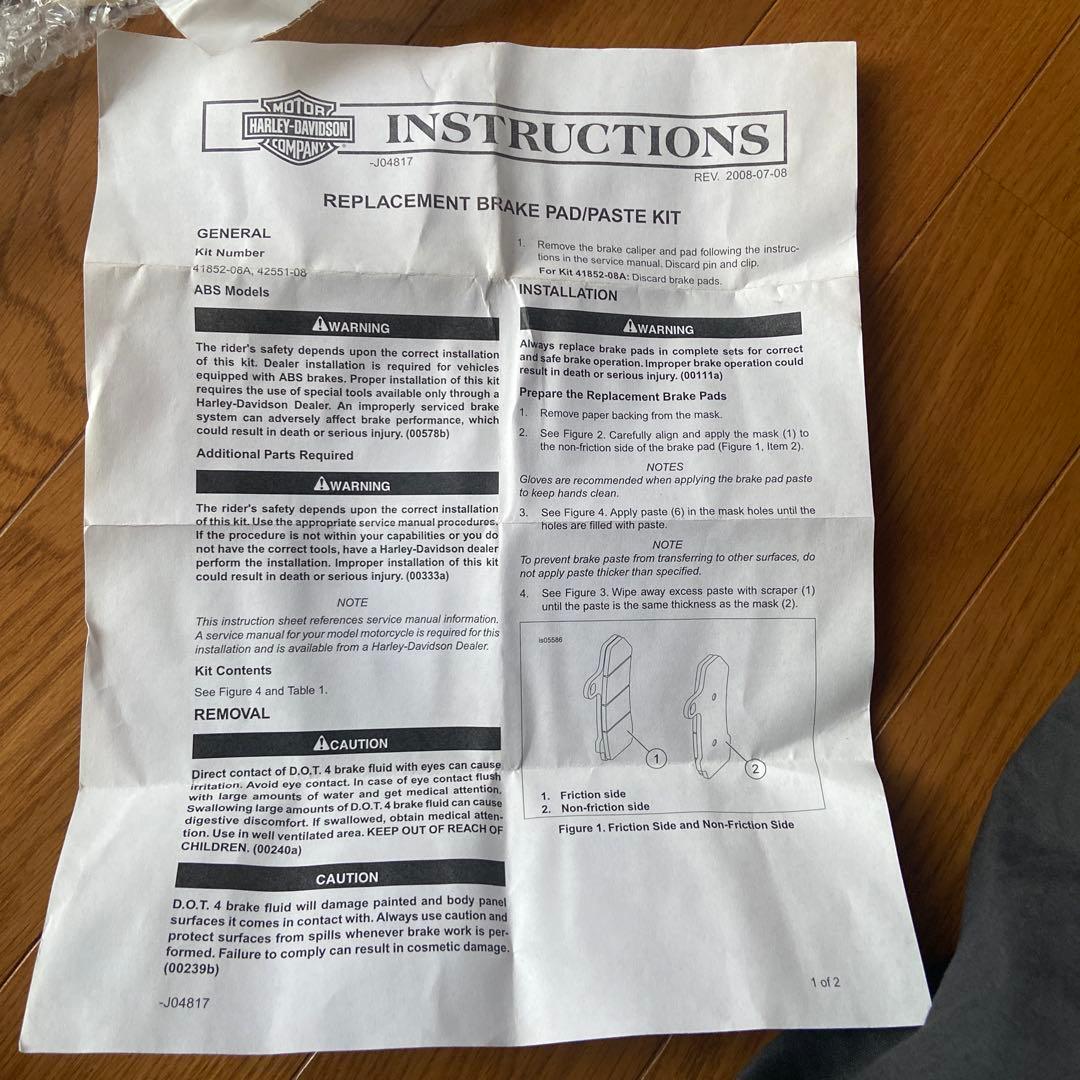 MOTOR
HARLEY-DAVIDSON
COMPANY
INSTRUCTIONS
-J04817
REV. 2008-07-08
REPLACEMENT BRAKE PAD/PASTE KIT
GENERAL
Kit Number
41852-08A, 42551-08
ABS Models
WARNING
The rider's safety depends upon the correct installation
of this kit. Dealer installation is required for vehicles
equipped with ABS brakes. Proper installation of this kit
requires the use of special tools available only through a
Harley-Davidson Dealer. An improperly serviced brake
system can adversely affect brake performance, which
could result in death or serious injury. (00578b)
Additional Parts Required
WARNING
The rider's safety depends upon the correct installation
of this kit. Use the appropriate service manual procedures.
If the procedure is not within your capabilities or you do
not have the correct tools, have a Harley-Davidson dealer
perform the installation. Improper installation of this kit
could result in death or serious injury. (00333a)
NOTE
This instruction sheet references service manual information.
A service manual for your model motorcycle is required for this
installation and is available from a Harley-Davidson Dealer.
Kit Contents
See Figure 4 and Table 1.
REMOVAL
CAUTION
Direct contact of D.O.T. 4 brake fluid with eyes can cause
irritation. Avoid eye contact. In case of eye contact flush
with large amounts of water and get medical attention.
Swallowing large amounts of D.O.T. 4 brake fluid can cause
digestive discomfort. If swallowed, obtain medical atten-
tion. Use in well ventilated area. KEEP OUT OF REACH OF
CHILDREN. (00240a)
CAUTION
D.O.T. 4 brake fluid will damage painted and body panel
surfaces it comes in contact with. Always use caution and
protect surfaces from spills whenever brake work is per-
formed. Failure to comply can result in cosmetic damage.
(00239b)
-J04817
1. Remove the brake caliper and pad following the instruc-
tions in the service manual. Discard pin and clip.
For Kit 41852-08A: Discard brake pads.
INSTALLATION
WARNING
Always replace brake pads in complete sets for correct
and safe brake operation. Improper brake operation could
result in death or serious injury. (00111a)
Prepare the Replacement Brake Pads
1. Remove paper backing from the mask.
2. See Figure 2. Carefully align and apply the mask (1) to
the non-friction side of the brake pad (Figure 1, Item 2).
NOTES
Gloves are recommended when applying the brake pad paste
to keep hands clean.
3. See Figure 4. Apply paste (6) in the mask holes until the
holes are filled with paste.
NOTE
To prevent brake paste from transferring to other surfaces, do
not apply paste thicker than specified.
4. See Figure 3. Wipe away excess paste with scraper (1)
until the paste is the same thickness as the mask (2).
is05586
1
2
1. Friction side
2. Non-friction side
Figure 1. Friction Side and Non-Friction Side
1 of 2